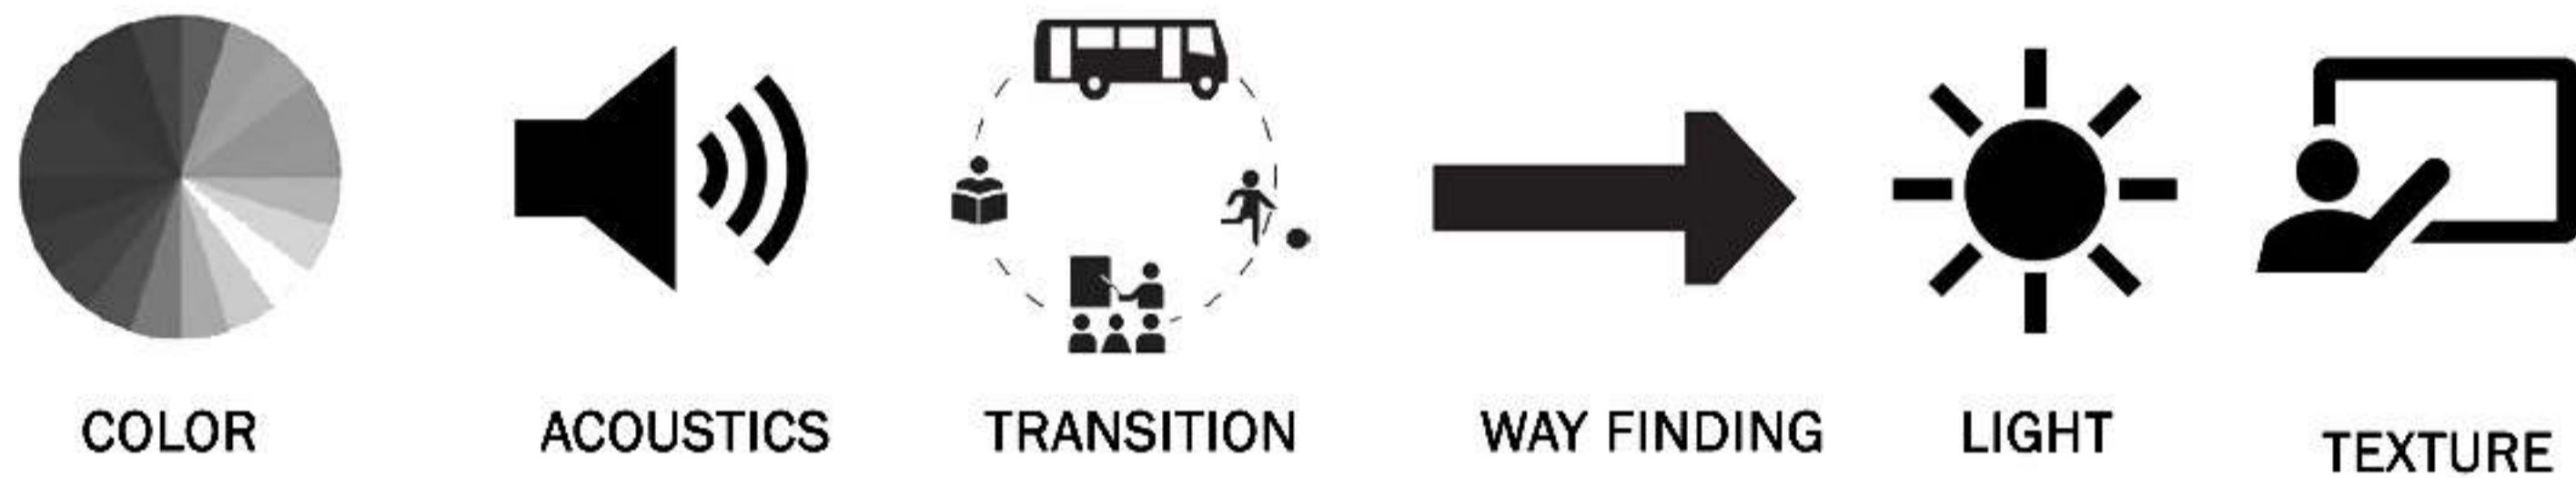 COLOR
ACOUSTICS
TRANSITION
WAY FINDING
LIGHT
TEXTURE